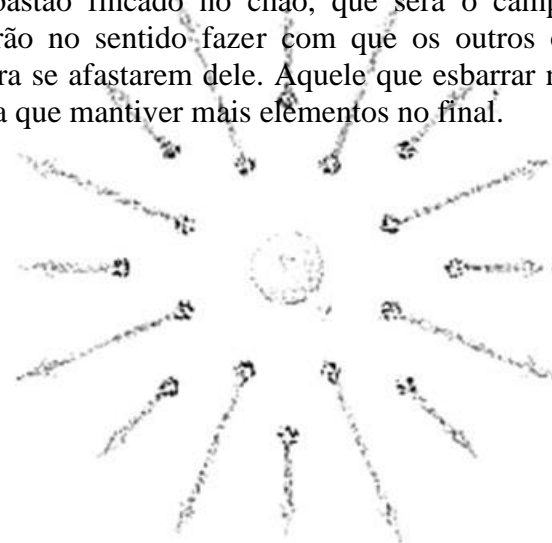 bastão fincado no chão, que será o camp
rão no sentido fazer com que os outros
ra se afastarem dele. Aquele que esbarrar
a que mantiver mais elementos no final.